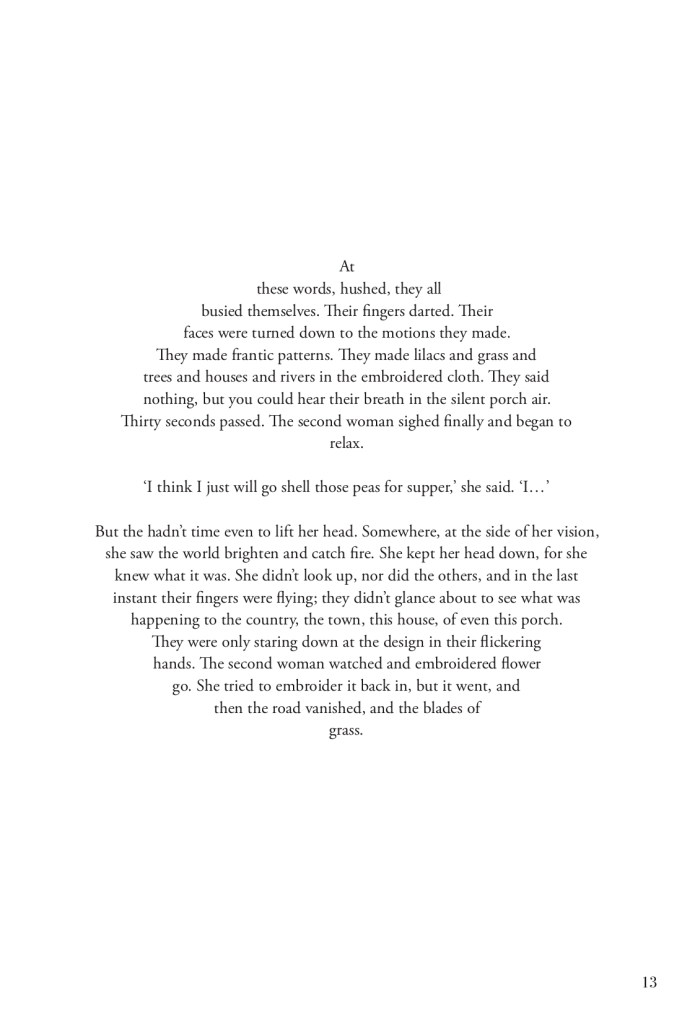 At
these words, hushed, they all
busied themselves. Their fingers darted. Their
faces were turned down to the motions they made.
They made frantic patterns. They made lilacs and grass and
trees and houses and rivers in the embroidered cloth. They said
nothing, but you could hear their breath in the silent porch air.
Thirty seconds passed. The second woman sighed finally and began to
relax.
‘I think I just will go shell those peas for supper,’ she said. ‘I…’
But the hadn’t time even to lift her head. Somewhere, at the side of her vision,
she saw the world brighten and catch fire. She kept her head down, for she
knew what it was. She didn’t look up, nor did the others, and in the last
instant their fingers were flying; they didn’t glance about to see what was
happening to the country, the town, this house, of even this porch.
They were only staring down at the design in their flickering
hands. The second woman watched and embroidered flower
go. She tried to embroider it back in, but it went, and
then the road vanished, and the blades of
grass.
13